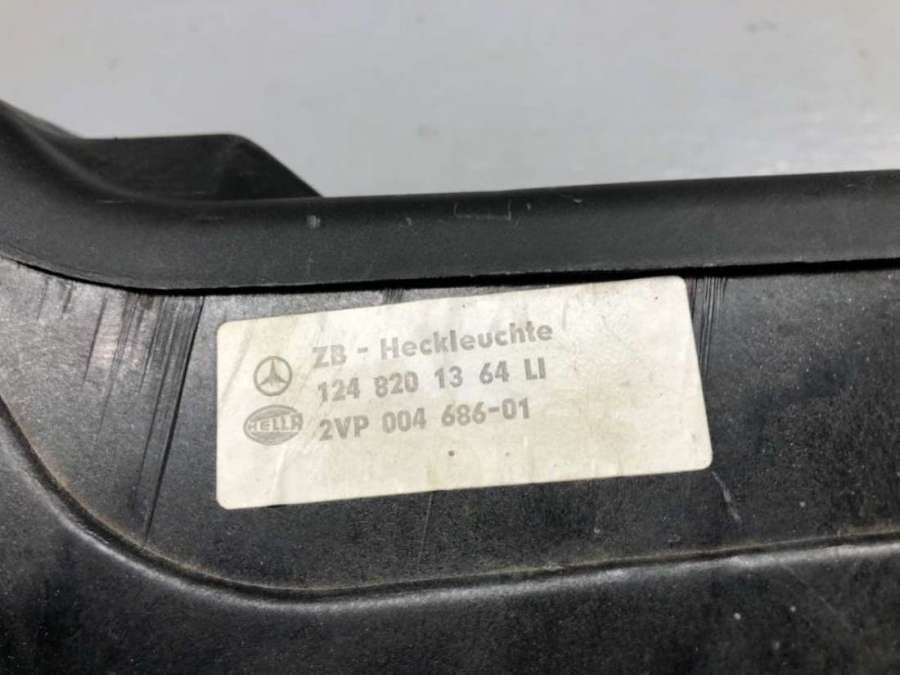 ZB - Heckleuchte
124 820 13 64 LI
HELLA 2VP 004 686-01